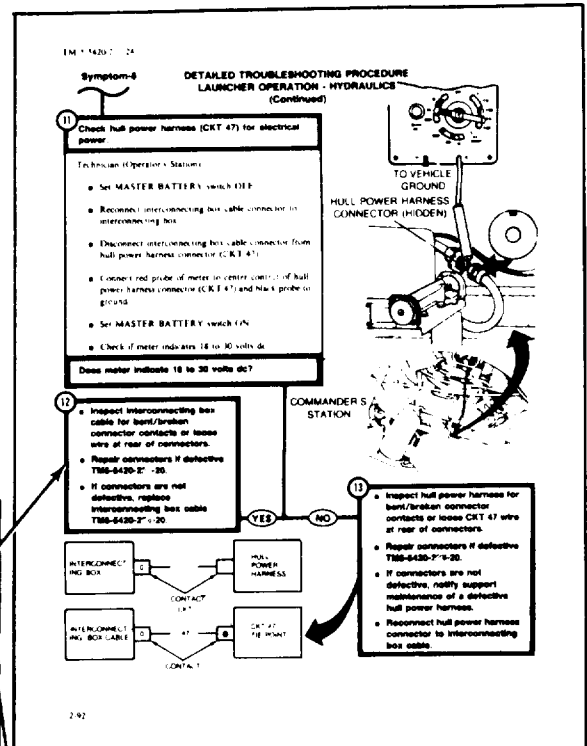 Symptom-
DETAILED TROUBLESHOOTING PROCEDURE
LAUNCHER OPERATION - HYDRAULICS
(Continued)
11
Check hull power harness (CKT 47) for electrical
power.
Technician (Operator's Station)
● Set MASTER BATTERY switch OFF
● Reconnect interconnecting box cable connector to
interconnecting box
● Disconnect interconnecting box cable connector from
hull power harness connector (CKT 47)
● Connect red probe of meter to center contact of hull
power harness connector (CKT 47) and black probe to
ground
● Set MASTER BATTERY switch ON
● Check if meter indicates 18 to 30 volts dc
Does meter indicate 18 to 30 volts dc?
TO VEHICLE
GROUND
HULL POWER HARNESS
CONNECTOR (HIDDEN)
COMMANDER'S
STATION
12
● Inspect interconnecting box
cable for bent/broken
connector contacts or loose
wire at rear of connectors.
● Repair connectors if defective
● If connectors are not
defective, replace
interconnecting box cable
YES
NO
13
● Inspect hull power harness for
bent/broken connector
contacts or loose CKT 47 wire
at rear of connectors.
● Repair connectors if defective
● If connectors are not
defective, notify support
maintenance of a defective
hull power harness.
● Reconnect hull power harness
connector to interconnecting
box cable.
INTERCONNECT
ING BOX
HULL
POWER
HARNESS
CONTACT
CKT
INTERCONNECT
ING BOX CABLE
47
CKT 47
TIE POINT
CONTACT
2-92